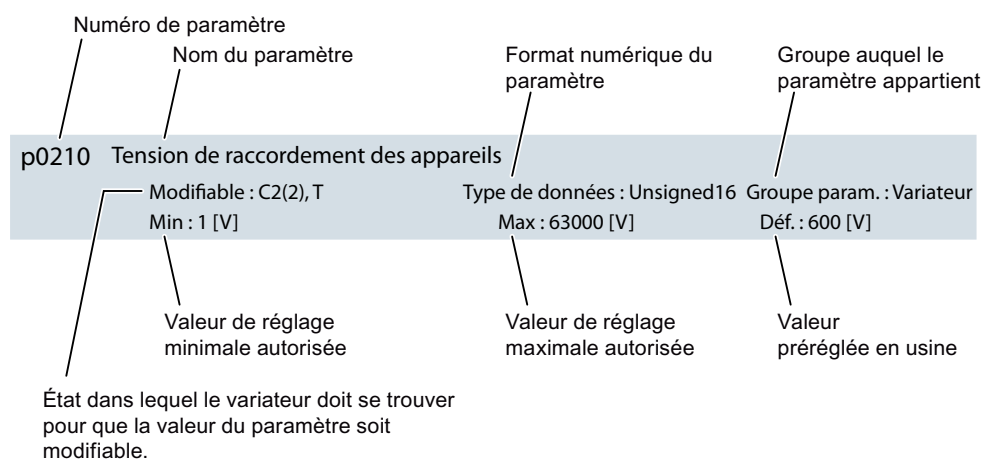 Numéro de paramètre
Nom du paramètre
Format numérique du
paramètre
Groupe auquel le
paramètre appartient
p0210 Tension de raccordement des appareils
Modifiable : C2(2), T Type de données : Unsigned16 Groupe param. : Variateur
Min : 1 [V] Max : 63000 [V] Déf. : 600 [V]
Valeur de réglage
minimale autorisée
Valeur de réglage
maximale autorisée
Valeur
préréglée en usine
État dans lequel le variateur doit se trouver
pour que la valeur du paramètre soit
modifiable.